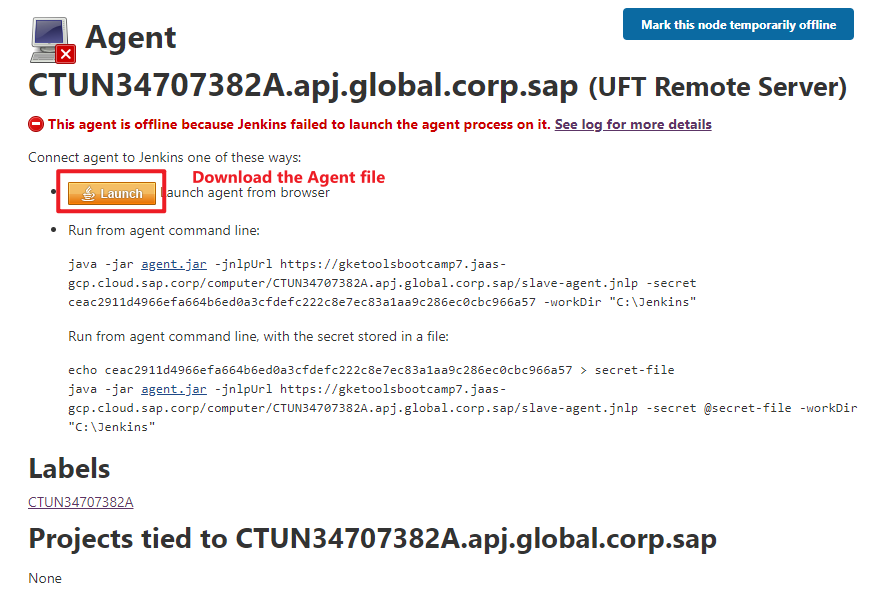 Mark this node temporarily offline
Agent
CTUN34707382A.apj.global.corp.sap (UFT Remote Server)
This agent is offline because Jenkins failed to launch the agent process on it. See log for more details
Connect agent to Jenkins one of these ways:
Download the Agent file
Launch aunch agent from browser
Run from agent command line:
java -jar agent.jar -jnlpUrl https://gketoolsbootcamp7.jaas-
gcp.cloud.sap.corp/computer/CTUN34707382A.apj.global.corp.sap/slave-agent.jnlp -secret
ceac2911d4966efa664b6ed0a3cfdefc222c8e7ec83a1aa9c286ec0cbc966a57 -workDir "C:\Jenkins"
Run from agent command line, with the secret stored in a file:
echo ceac2911d4966efa664b6ed0a3cfdefc222c8e7ec83a1aa9c286ec0cbc966a57 > secret-file
java -jar agent.jar -jnlpUrl https://gketoolsbootcamp7.jaas-
gcp.cloud.sap.corp/computer/CTUN34707382A.apj.global.corp.sap/slave-agent.jnlp -secret @secret-file -workDir
"C:\Jenkins"
Labels
CTUN34707382A
Projects tied to CTUN34707382A.apj.global.corp.sap
None